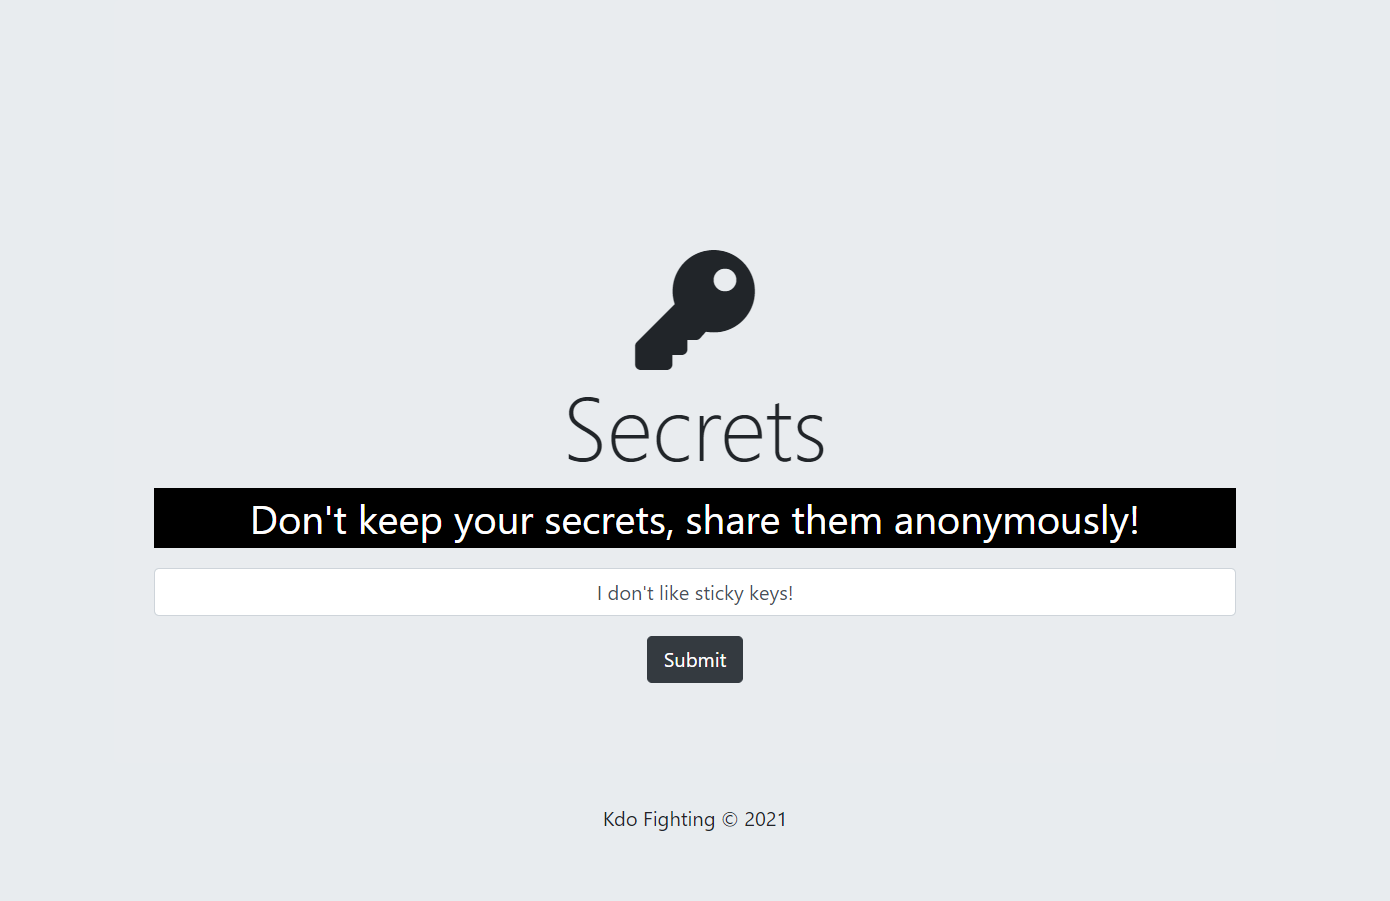 Secrets
Don't keep your secrets, share them anonymously!
I don't like sticky keys!
Submit
Kdo Fighting © 2021